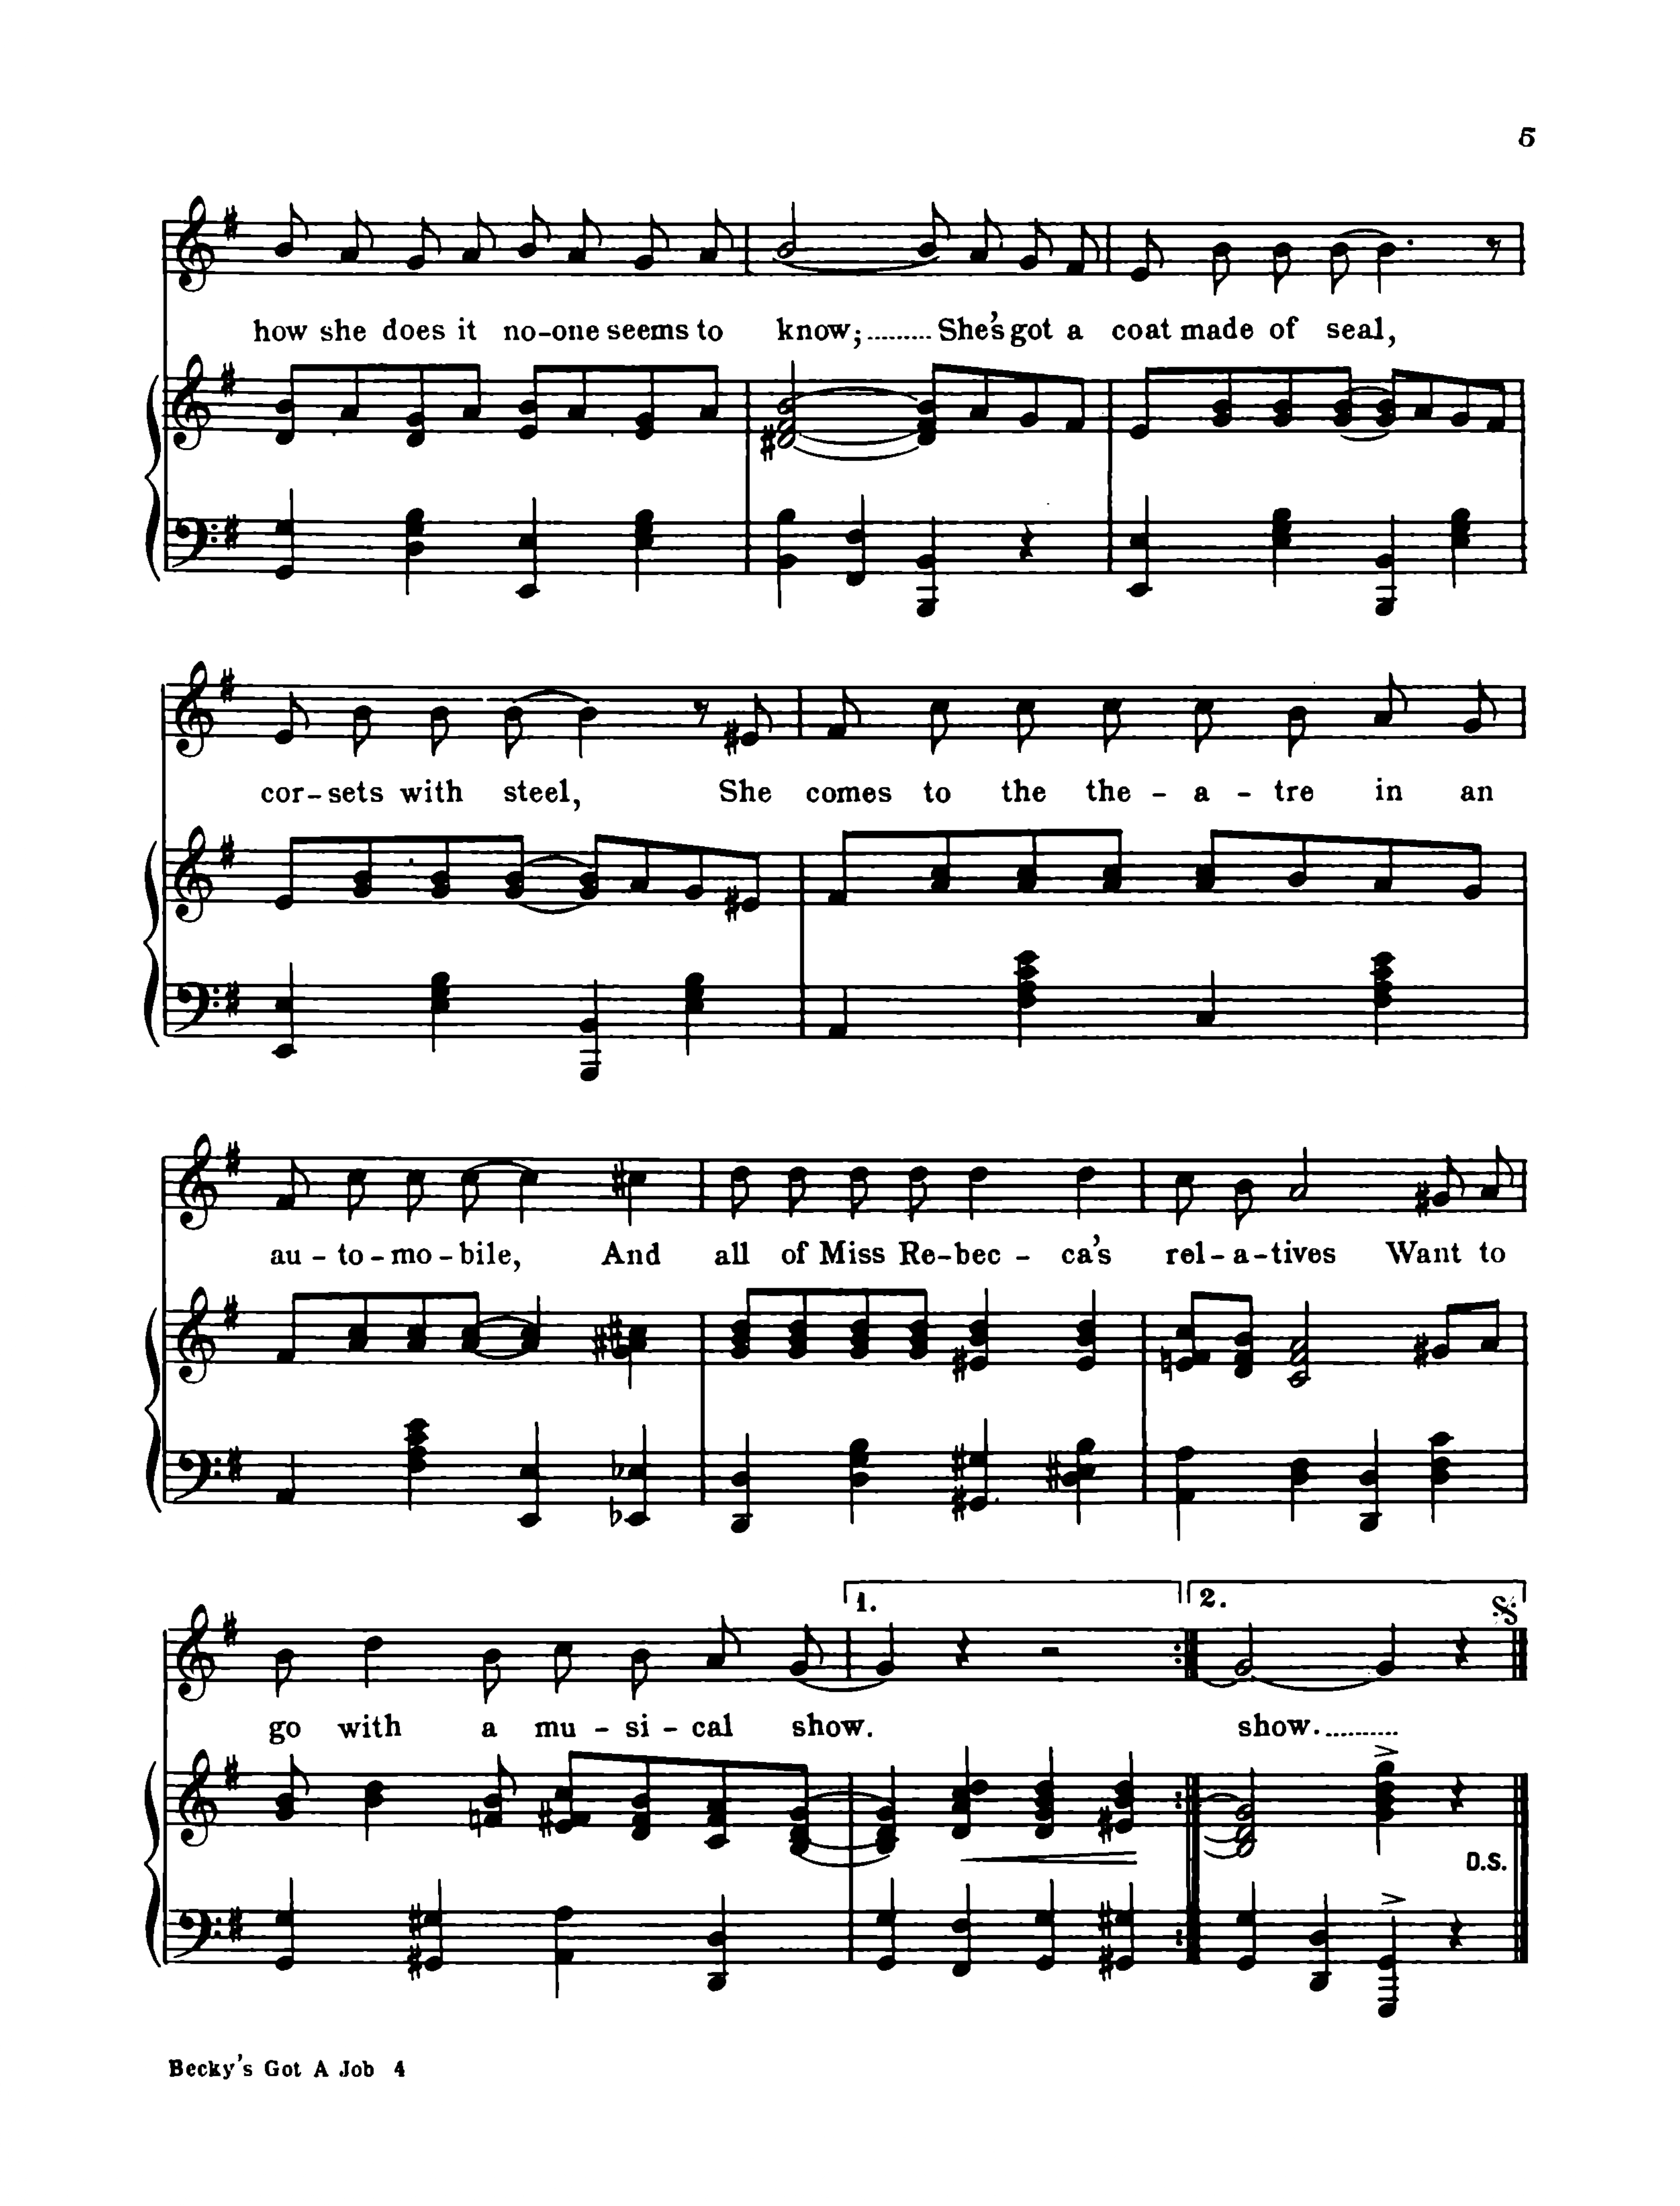 5
how she does it no-one seems to know;......... She's got a coat made of seal,
cor-sets with steel, She comes to the the-a-tre in an
au-to-mo-bile, And all of Miss Re-bec-ca's rel-a-tives Want to
1. 2.
go with a mu-si-cal show. show...........
D.S.
Becky's Got A Job 4